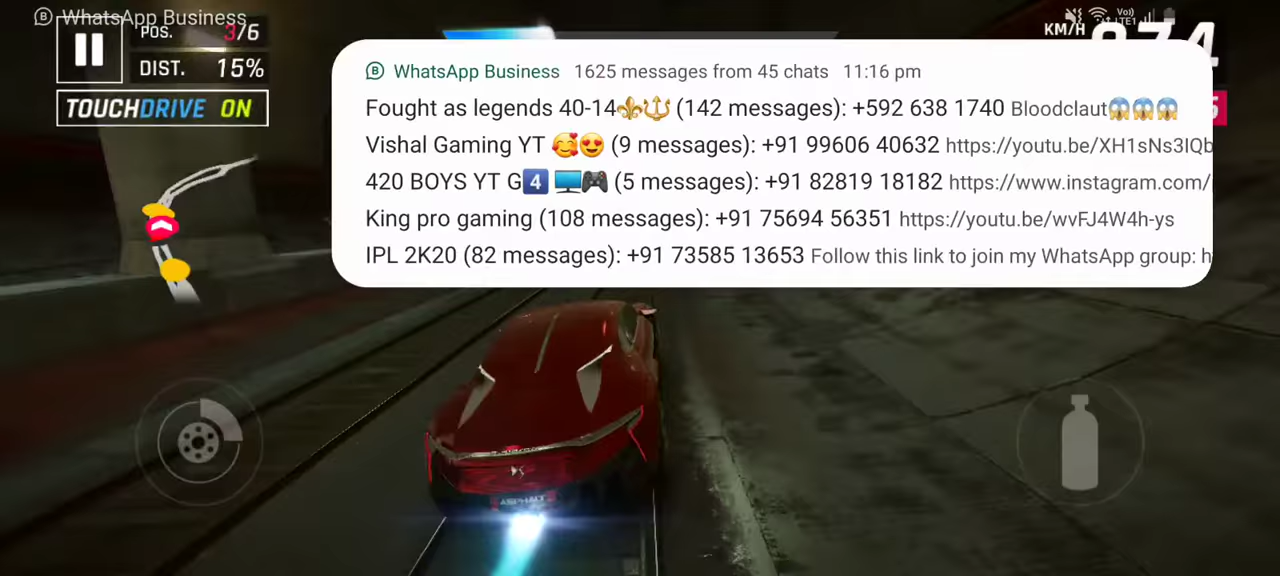 WhatsApp Business
POS. 3/6
DIST. 15%
TOUCHDRIVE ON
KM/H
WhatsApp Business 1625 messages from 45 chats 11:16 pm
Fought as legends 40-14⚜️🔱 (142 messages): +592 638 1740 Bloodclaut😱😱😱
Vishal Gaming YT 🥰😍 (9 messages): +91 99606 40632 https://youtu.be/XH1sNs3IQb
420 BOYS YT G4️⃣ 🖥️🎮 (5 messages): +91 82819 18182 https://www.instagram.com/
King pro gaming (108 messages): +91 75694 56351 https://youtu.be/wvFJ4W4h-ys
IPL 2K20 (82 messages): +91 73585 13653 Follow this link to join my WhatsApp group: h
ASPHALT